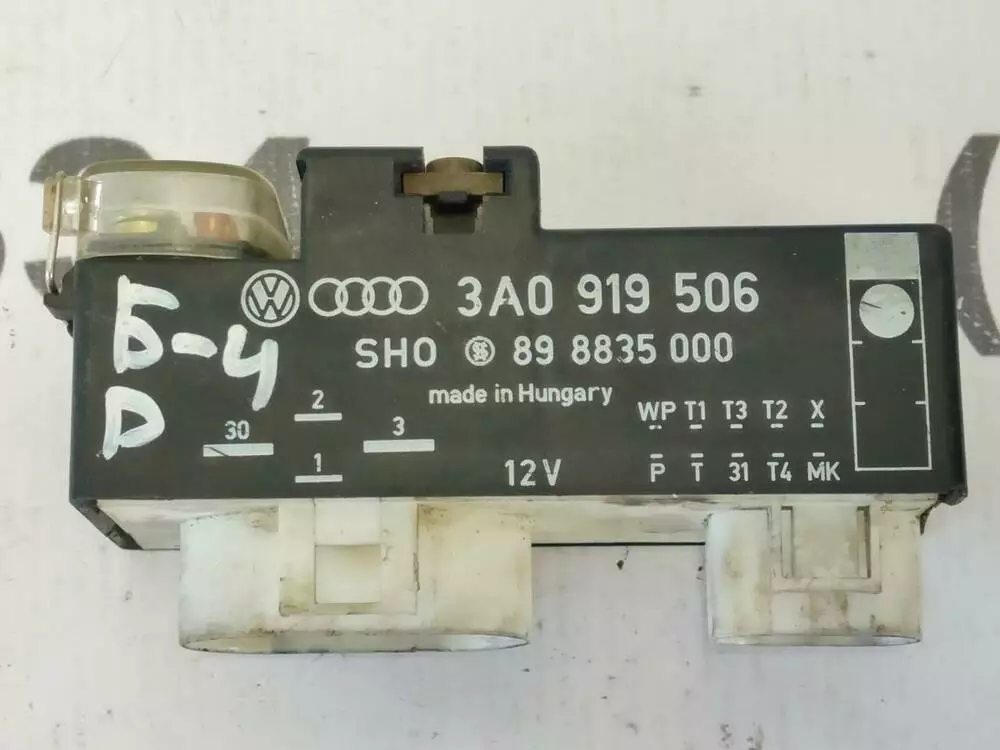 3A0 919 506
SHO 89 8835 000
made in Hungary
Б-4
D
30
2
3
1
12V
WP T1 T3 T2 X
P T 31 T4 MK